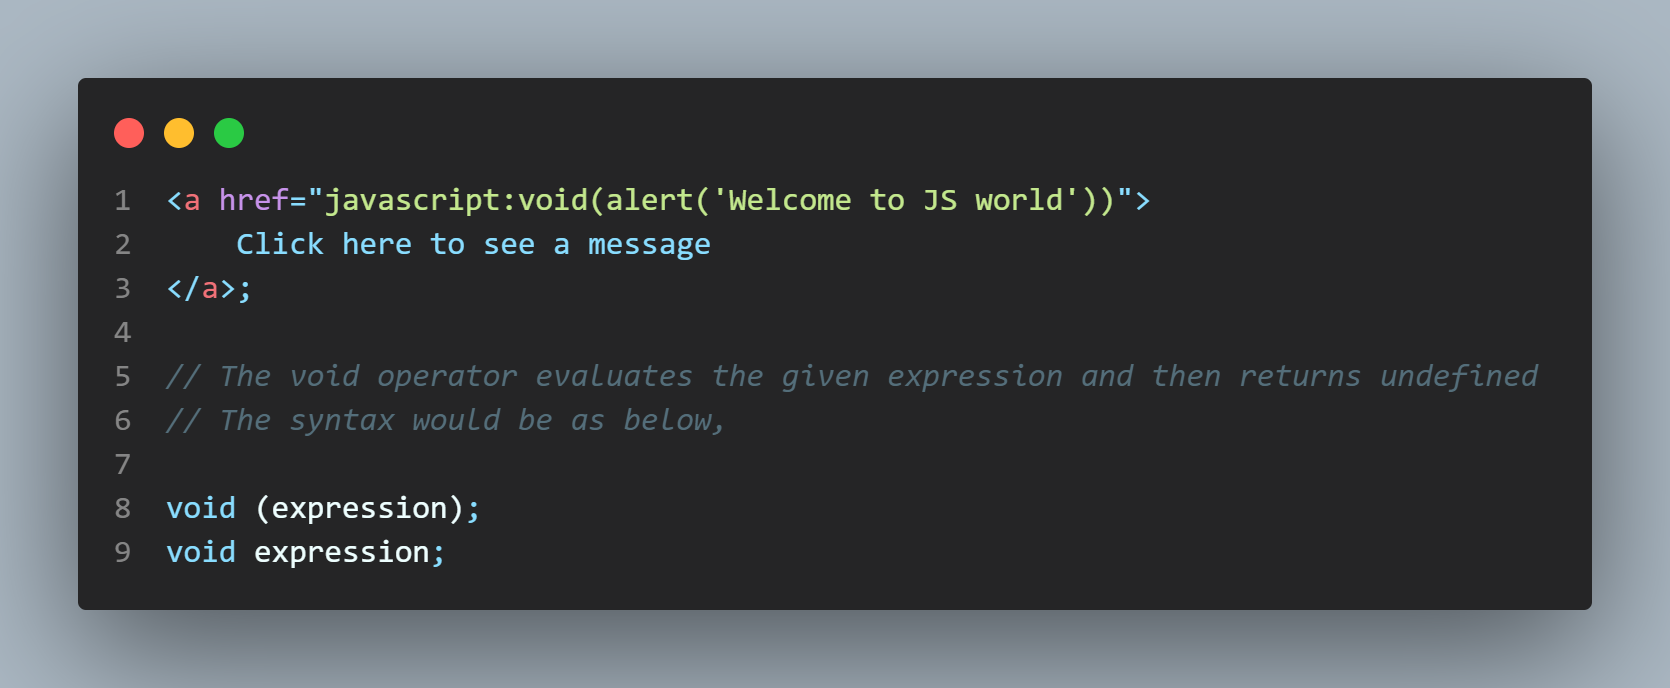 1 <a href="javascript:void(alert('Welcome to JS world'))">
2     Click here to see a message
3 </a>;
4
5 // The void operator evaluates the given expression and then returns undefined
6 // The syntax would be as below,
7
8 void (expression);
9 void expression;